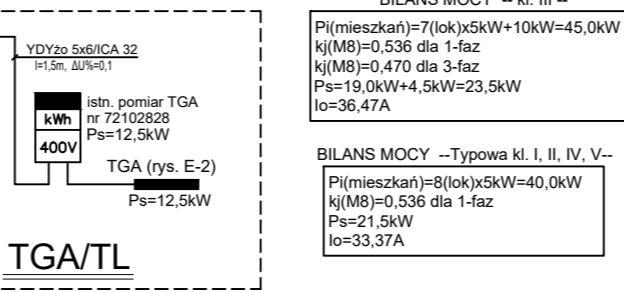 YDYżo 5x6/ICA 32
l=1,5m, ΔU%=0,1
kWh
400V
istn. pomiar TGA
nr 72102828
Ps=12,5kW
TGA (rys. E-2)
Ps=12,5kW
TGA/TL
BILANS MOCY -- kl. III --
Pi(mieszkań)=7(lok)x5kW+10kW=45,0kW
kj(M8)=0,536 dla 1-faz
kj(M8)=0,470 dla 3-faz
Ps=19,0kW+4,5kW=23,5kW
Io=36,47A
BILANS MOCY --Typowa kl. I, II, IV, V--
Pi(mieszkań)=8(lok)x5kW=40,0kW
kj(M8)=0,536 dla 1-faz
Ps=21,5kW
Io=33,37A